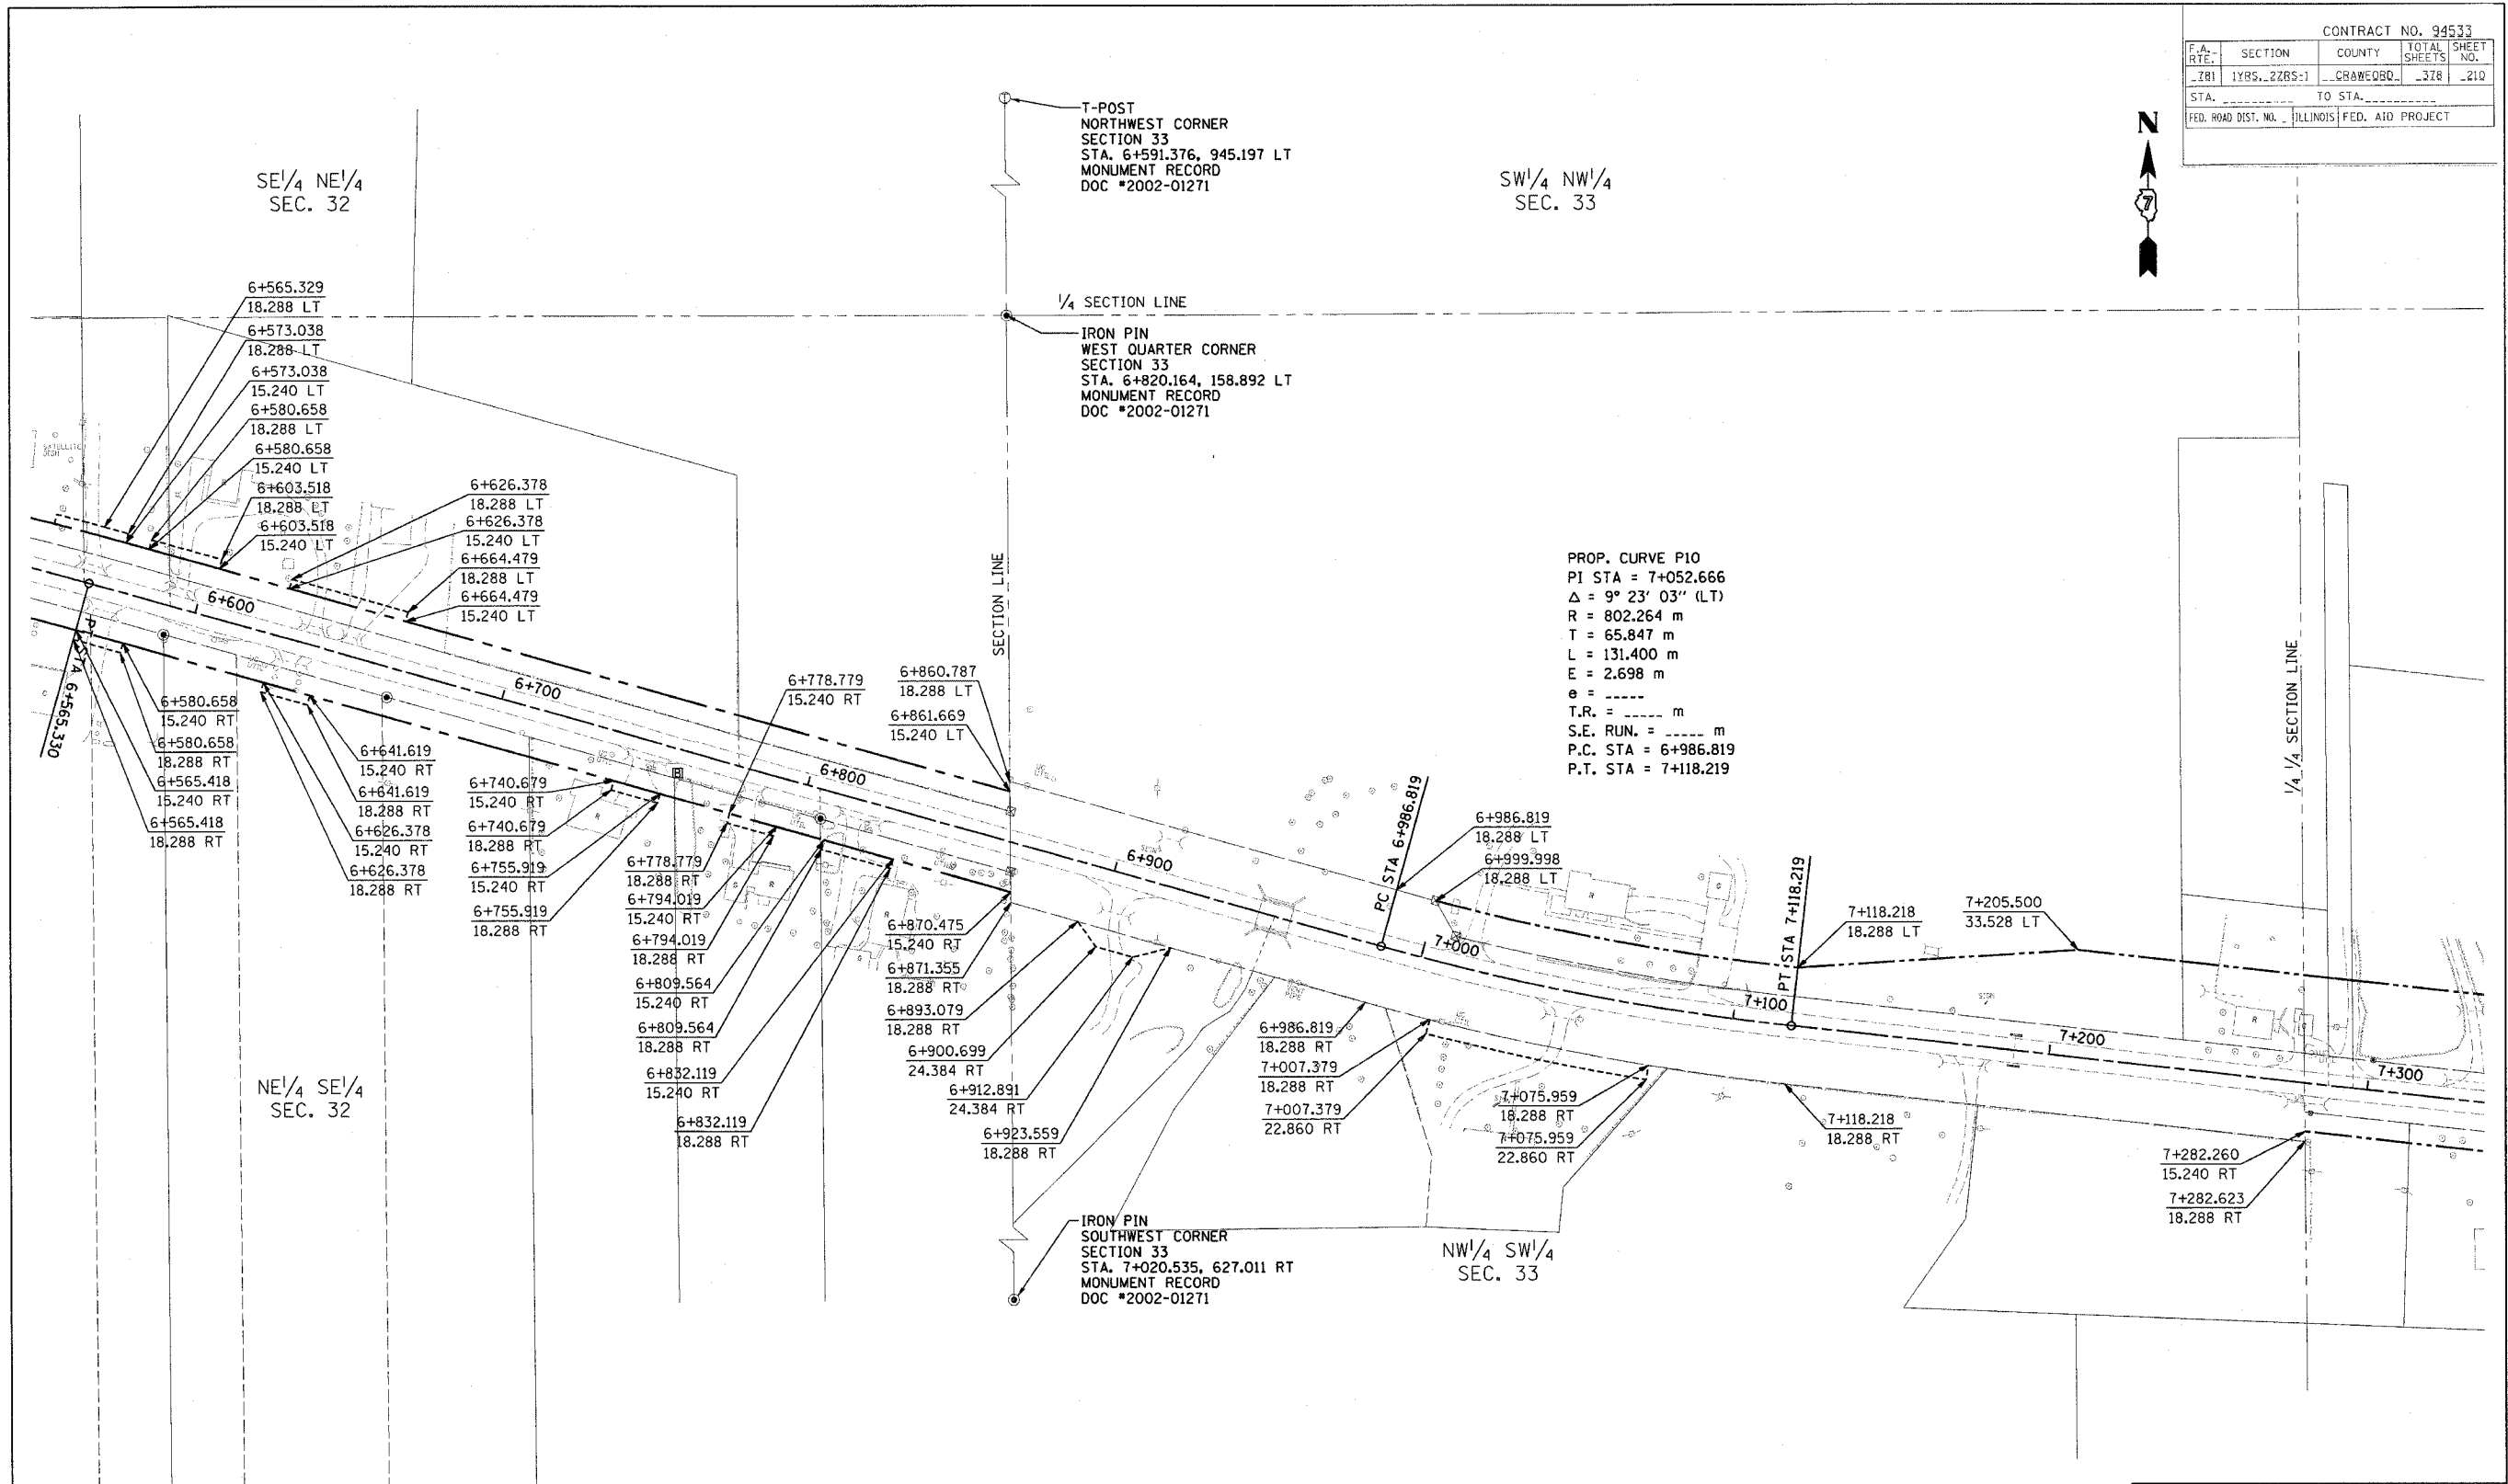 CONTRACT NO. 94533
F.A. RTE. SECTION COUNTY TOTAL SHEETS SHEET NO.
781 1YRS, 2ZRS-1 CRAWFORD 378 210
STA. TO STA.
FED. ROAD DIST. NO. ILLINOIS FED. AID PROJECT
N
7
T-POST
NORTHWEST CORNER
SECTION 33
STA. 6+591.376, 945.197 LT
MONUMENT RECORD
DOC #2002-01271
SE1/4 NE1/4
SEC. 32
SW1/4 NW1/4
SEC. 33
1/4 SECTION LINE
IRON PIN
WEST QUARTER CORNER
SECTION 33
STA. 6+820.164, 158.892 LT
MONUMENT RECORD
DOC #2002-01271
6+565.329
18.288 LT
6+573.038
18.288 LT
6+573.038
15.240 LT
6+580.658
18.288 LT
6+580.658
15.240 LT
6+603.518
18.288 LT
6+603.518
15.240 LT
6+626.378
18.288 LT
6+626.378
15.240 LT
6+664.479
18.288 LT
6+664.479
15.240 LT
SATELLITE
DISH
SECTION LINE
PROP. CURVE P10
PI STA = 7+052.666
Δ = 9° 23' 03" (LT)
R = 802.264 m
T = 65.847 m
L = 131.400 m
E = 2.698 m
e = -----
T.R. = ----- m
S.E. RUN. = ----- m
P.C. STA = 6+986.819
P.T. STA = 7+118.219
1/4 1/4 SECTION LINE
6+600
6+700
6+800
6+900
7+000
7+100
7+200
7+300
6+565.330
6+580.658
15.240 RT
6+580.658
18.288 RT
6+565.418
15.240 RT
6+565.418
18.288 RT
6+641.619
15.240 RT
6+641.619
18.288 RT
6+626.378
15.240 RT
6+626.378
18.288 RT
6+740.679
15.240 RT
6+740.679
18.288 RT
6+755.919
15.240 RT
6+755.919
18.288 RT
6+778.779
15.240 RT
6+778.779
18.288 RT
6+794.019
15.240 RT
6+794.019
18.288 RT
6+809.564
15.240 RT
6+809.564
18.288 RT
6+832.119
15.240 RT
6+832.119
18.288 RT
6+860.787
18.288 LT
6+861.669
15.240 LT
6+870.475
15.240 RT
6+871.355
18.288 RT
6+893.079
18.288 RT
6+900.699
24.384 RT
6+912.891
24.384 RT
6+923.559
18.288 RT
PC STA 6+986.819
6+986.819
18.288 LT
6+999.998
18.288 LT
6+986.819
18.288 RT
7+007.379
18.288 RT
7+007.379
22.860 RT
7+075.959
18.288 RT
7+075.959
22.860 RT
PT STA 7+118.219
7+118.218
18.288 LT
7+205.500
33.528 LT
7+118.218
18.288 RT
7+282.260
15.240 RT
7+282.623
18.288 RT
NE1/4 SE1/4
SEC. 32
NW1/4 SW1/4
SEC. 33
IRON PIN
SOUTHWEST CORNER
SECTION 33
STA. 7+020.535, 627.011 RT
MONUMENT RECORD
DOC #2002-01271